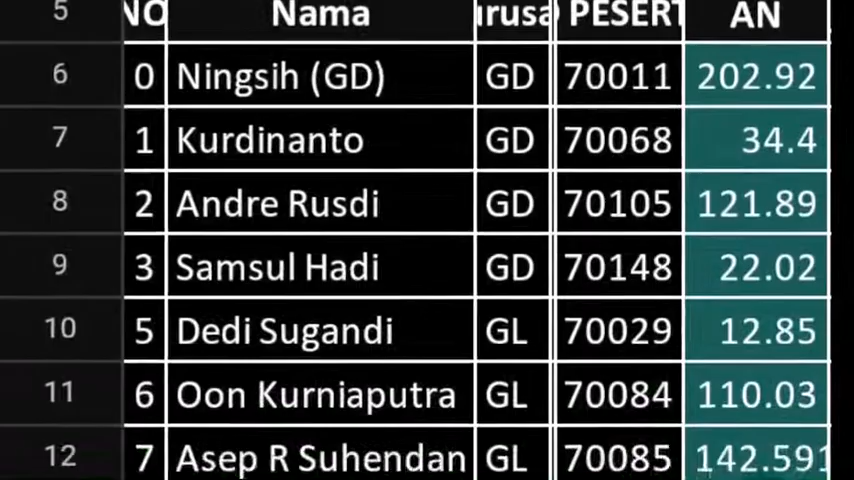 5 NO Nama urusa PESERT AN
6 0 Ningsih (GD) GD 70011 202.92
7 1 Kurdinanto GD 70068 34.4
8 2 Andre Rusdi GD 70105 121.89
9 3 Samsul Hadi GD 70148 22.02
10 5 Dedi Sugandi GL 70029 12.85
11 6 Oon Kurniaputra GL 70084 110.03
12 7 Asep R Suhendan GL 70085 142.591